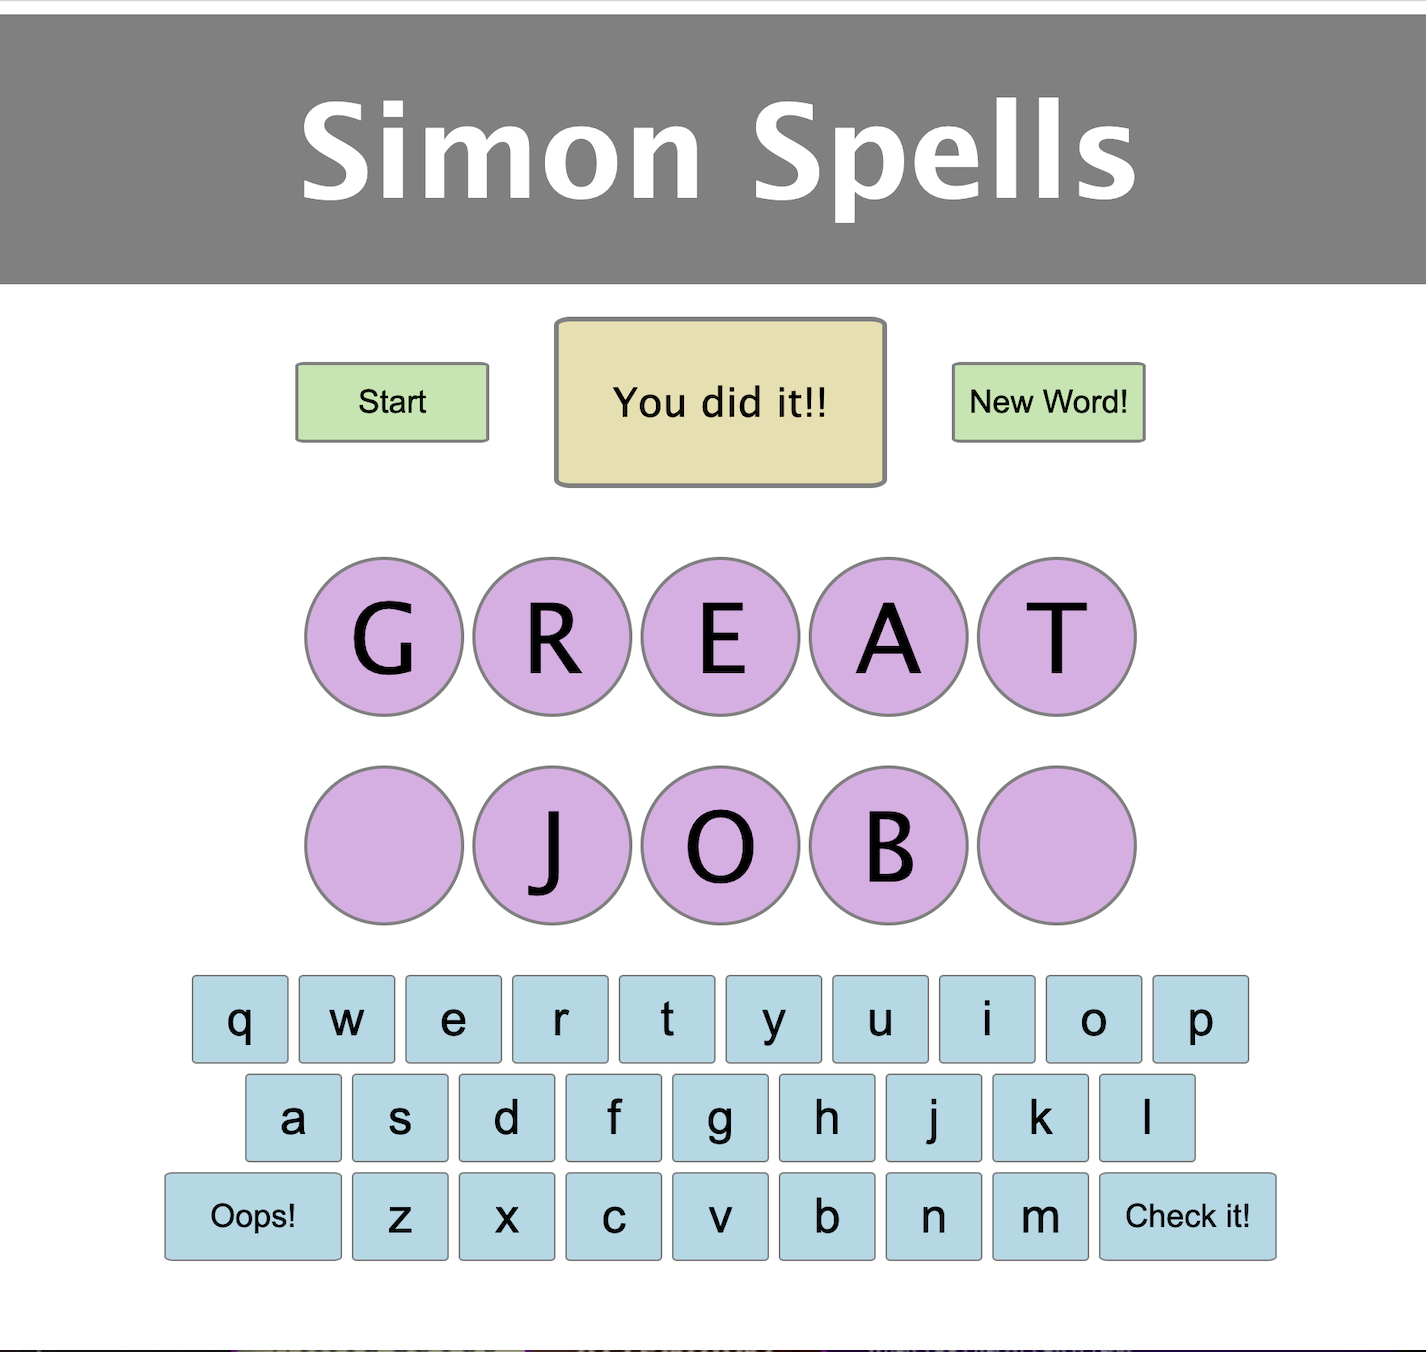 Simon Spells
Start You did it!! New Word!
G R E A T
J O B
q w e r t y u i o p
a s d f g h j k l
Oops! z x c v b n m Check it!